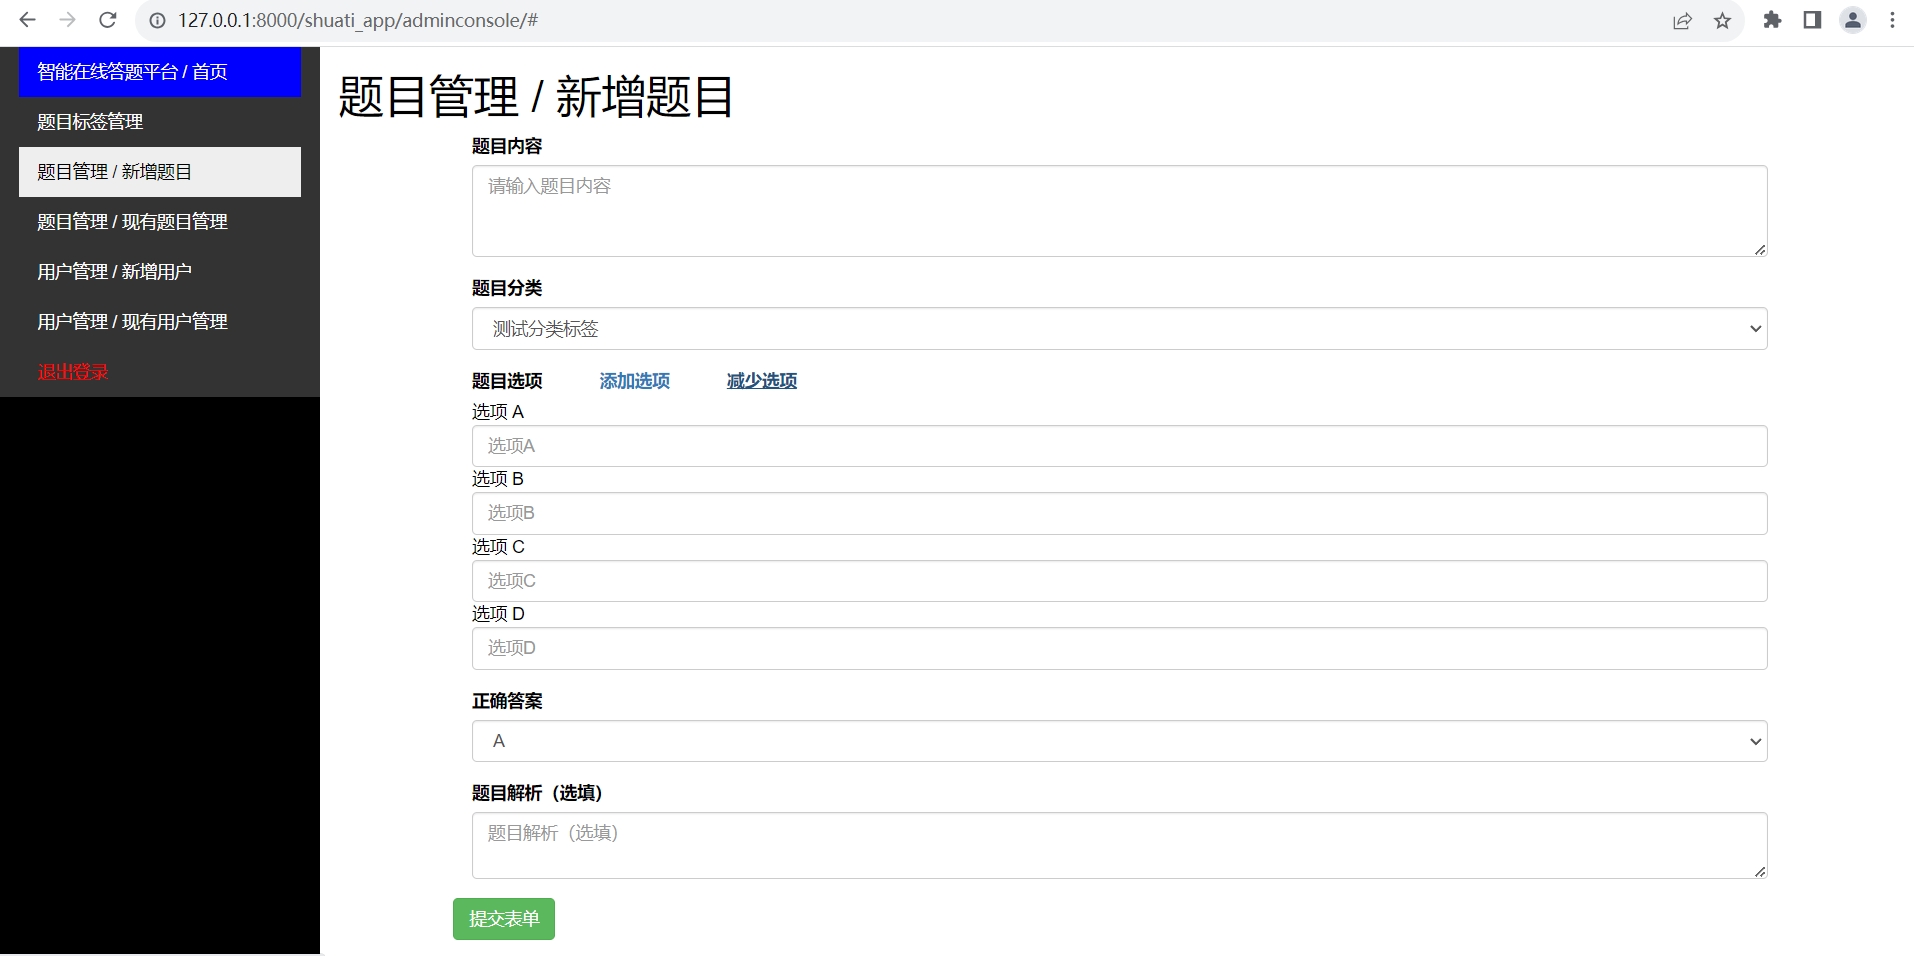 127.0.0.1:8000/shuati_app/adminconsole/#
智能在线答题平台 / 首页
题目标签管理
题目管理 / 新增题目
题目管理 / 现有题目管理
用户管理 / 新增用户
用户管理 / 现有用户管理
退出登录
题目管理 / 新增题目
题目内容
请输入题目内容
题目分类
测试分类标签
题目选项 添加选项 减少选项
选项 A
选项A
选项 B
选项B
选项 C
选项C
选项 D
选项D
正确答案
A
题目解析（选填）
题目解析（选填）
提交表单